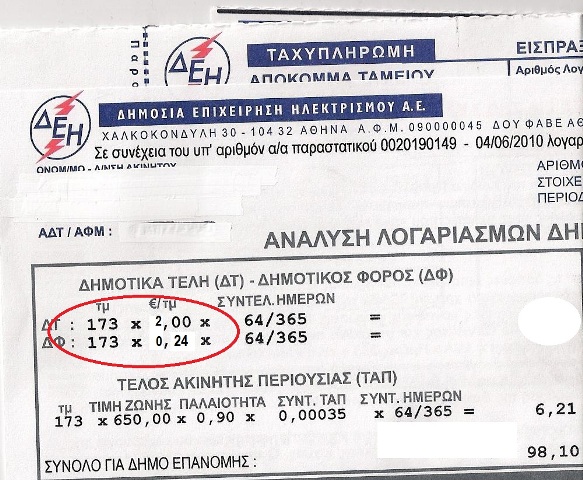 Παρο
ΔΕΗ
ΤΑΧΥΠΛΗΡΩΜΗ
ΑΠΟΚΟΜΜΑ ΤΑΜΕΙΟΥ
ΕΙΣΠΡΑΞ
Αριθμός Λογ
ΔΕΗ
ΔΗΜΟΣΙΑ ΕΠΙΧΕΙΡΗΣΗ ΗΛΕΚΤΡΙΣΜΟΥ Α.Ε.
ΧΑΛΚΟΚΟΝΔΥΛΗ 30 - 104 32 ΑΘΗΝΑ Α.Φ.Μ. 090000045 ΔΟΥ ΦΑΒΕ ΑΘ
Σε συνέχεια του υπ' αριθμόν α/α παραστατικού 0020190149 - 04/06/2010 λογαρ
ΑΡΙΘΜΟ
ΣΤΟΙΧΕ
ΠΕΡΙΟΔ
ΑΔΤ / ΑΦΜ :
ΑΝΑΛΥΣΗ ΛΟΓΑΡΙΑΣΜΩΝ ΔΗ
ΔΗΜΟΤΙΚΑ ΤΕΛΗ (ΔΤ) - ΔΗΜΟΤΙΚΟΣ ΦΟΡΟΣ (ΔΦ)
τμ €/τμ ΣΥΝΤΕΛ.ΗΜΕΡΩΝ
ΔΤ : 173 x 2,00 x 64/365 =
ΔΦ : 173 x 0,24 x 64/365 =
ΤΕΛΟΣ ΑΚΙΝΗΤΗΣ ΠΕΡΙΟΥΣΙΑΣ (ΤΑΠ)
τμ ΤΙΜΗ ΖΩΝΗΣ ΠΑΛΑΙΟΤΗΤΑ ΣΥΝΤ. ΤΑΠ ΣΥΝΤ. ΗΜΕΡΩΝ
173 x 650,00 x 0,90 x 0,00035 x 64/365 = 6,21
98,10
ΣΥΝΟΛΟ ΓΙΑ ΔΗΜΟ ΕΠΑΝΟΜΗΣ :